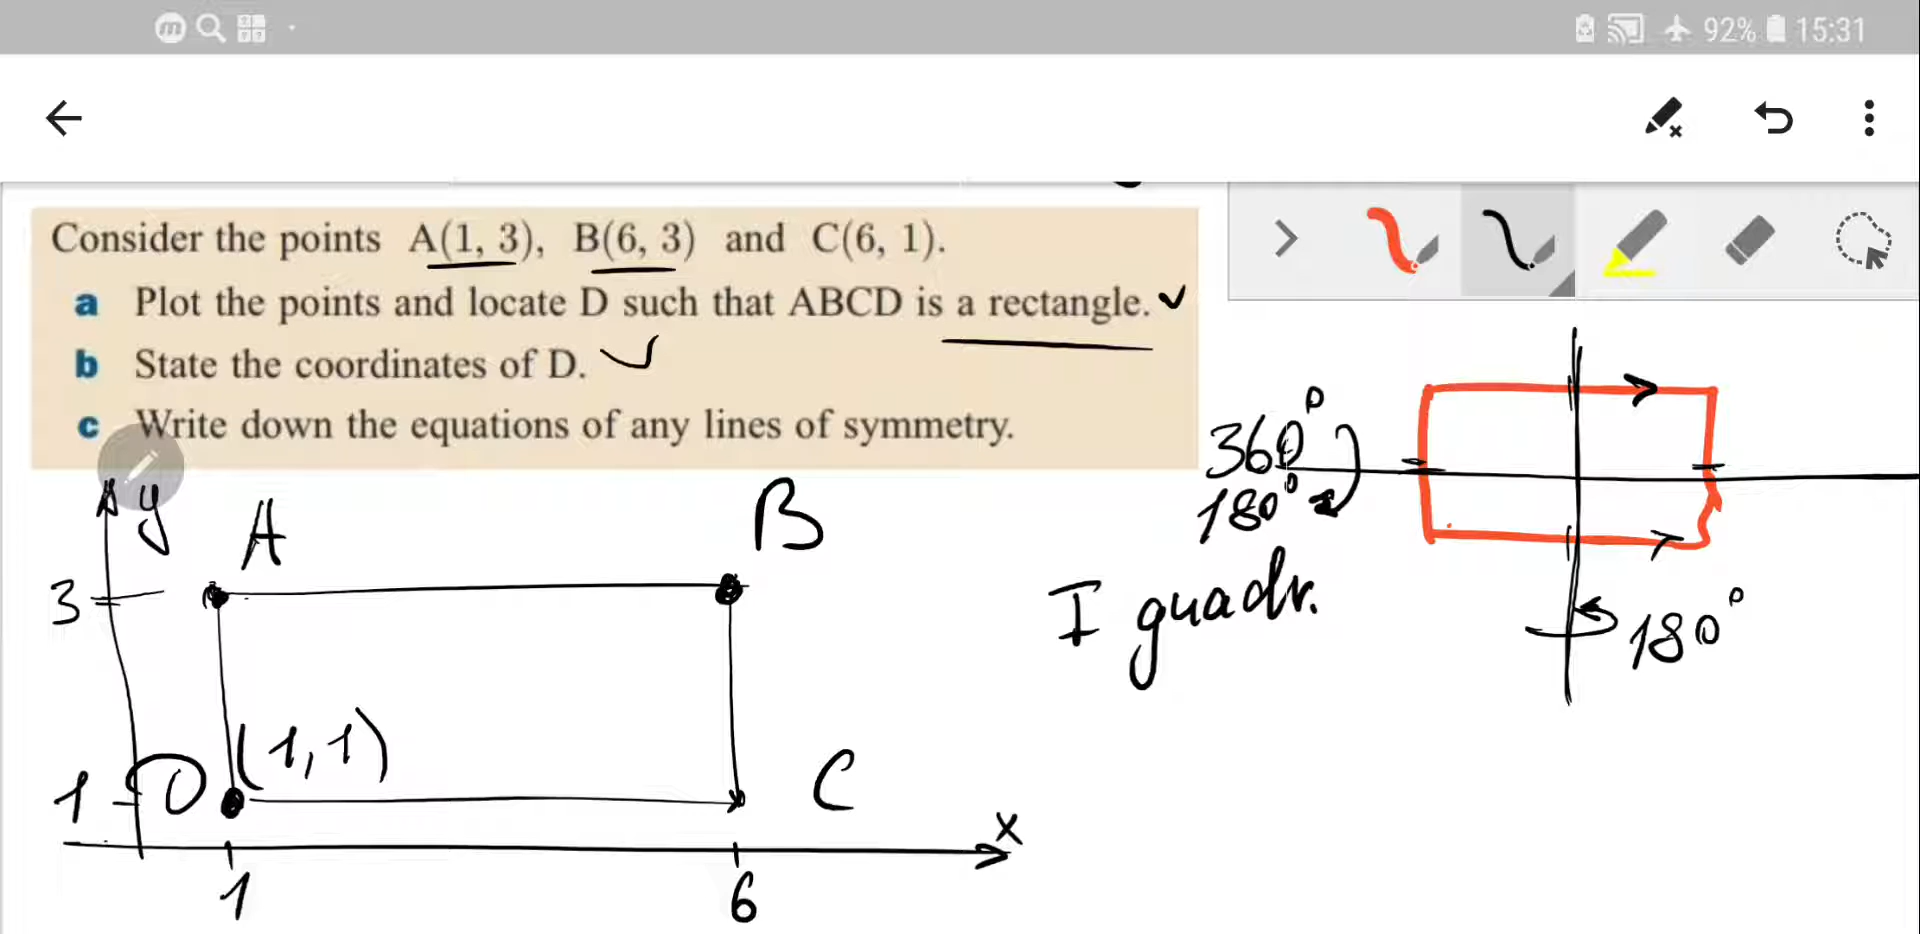 92% 15:31
Consider the points A(1, 3), B(6, 3) and C(6, 1).
a Plot the points and locate D such that ABCD is a rectangle.
b State the coordinates of D.
c Write down the equations of any lines of symmetry.
360°
180°
y
A
B
3
I quadr.
180°
D (1,1)
C
1
x
1
6